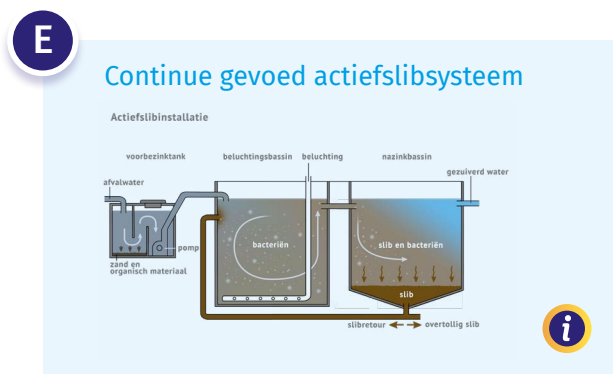 E
Continue gevoed actiefslibsysteem
Actiefslibinstallatie
voorbezinktank beluchtingsbassin beluchting nazinkbassin
afvalwater
gezuiverd water
bacteriën
slib en bacteriën
pomp
zand en
organisch materiaal
slib
slibretour overtollig slib
i